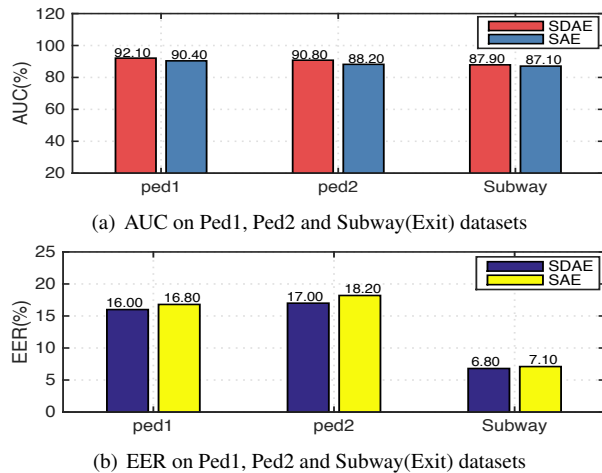 120
SDAE
SAE
100
92.10
90.40
90.80
88.20
87.90
87.10
80
AUC(%)
60
40
20
ped1
ped2
Subway
(a) AUC on Ped1, Ped2 and Subway(Exit) datasets
25
SDAE
SAE
20
16.00
16.80
17.00
18.20
15
EER(%)
10
6.80
7.10
5
0
ped1
ped2
Subway
(b) EER on Ped1, Ped2 and Subway(Exit) datasets